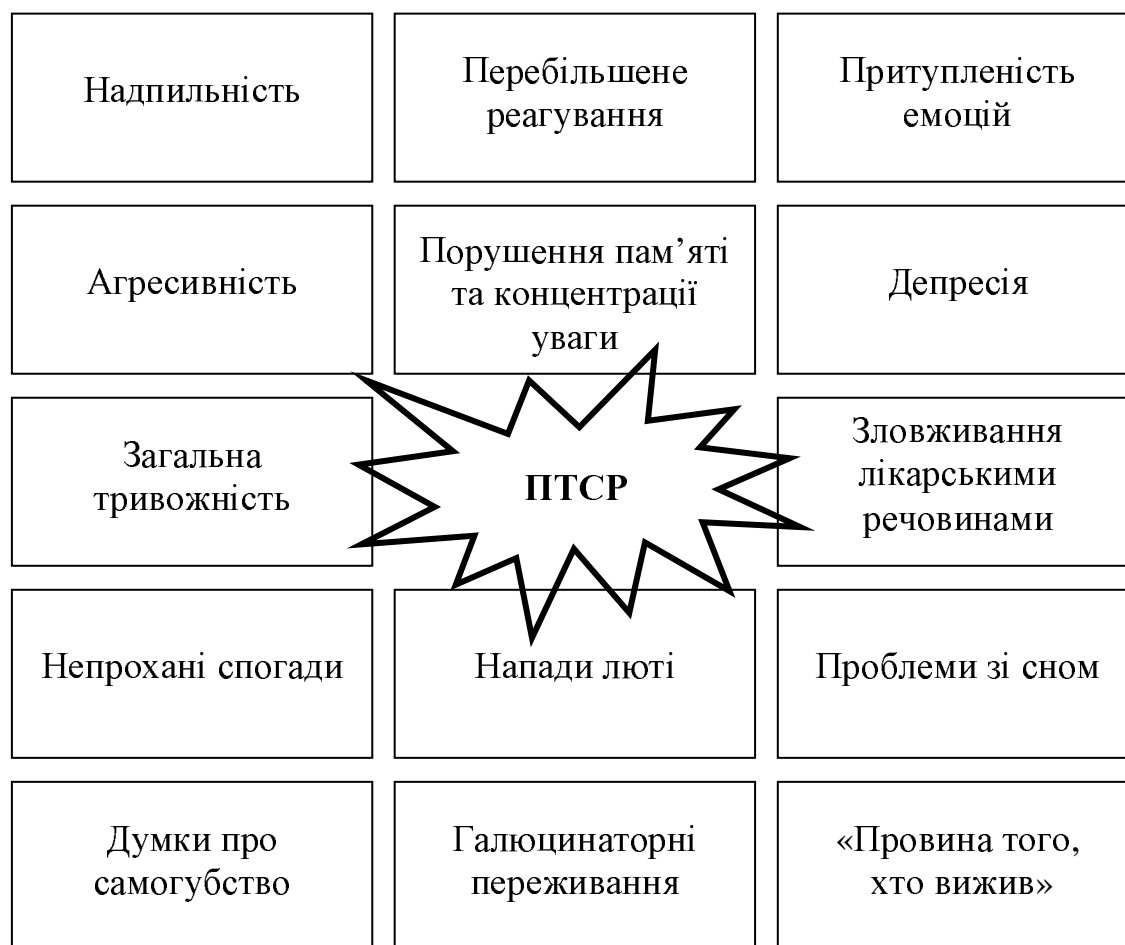 Надпильність
Перебільшене
реагування
Притупленість
емоцій
Агресивність
Порушення пам’яті
та концентрації
уваги
Депресія
Загальна
тривожність
ПТСР
Зловживання
лікарськими
речовинами
Непрохані спогади
Напади люті
Проблеми зі сном
Думки про
самогубство
Галюцинаторні
переживання
«Провина того,
хто вижив»